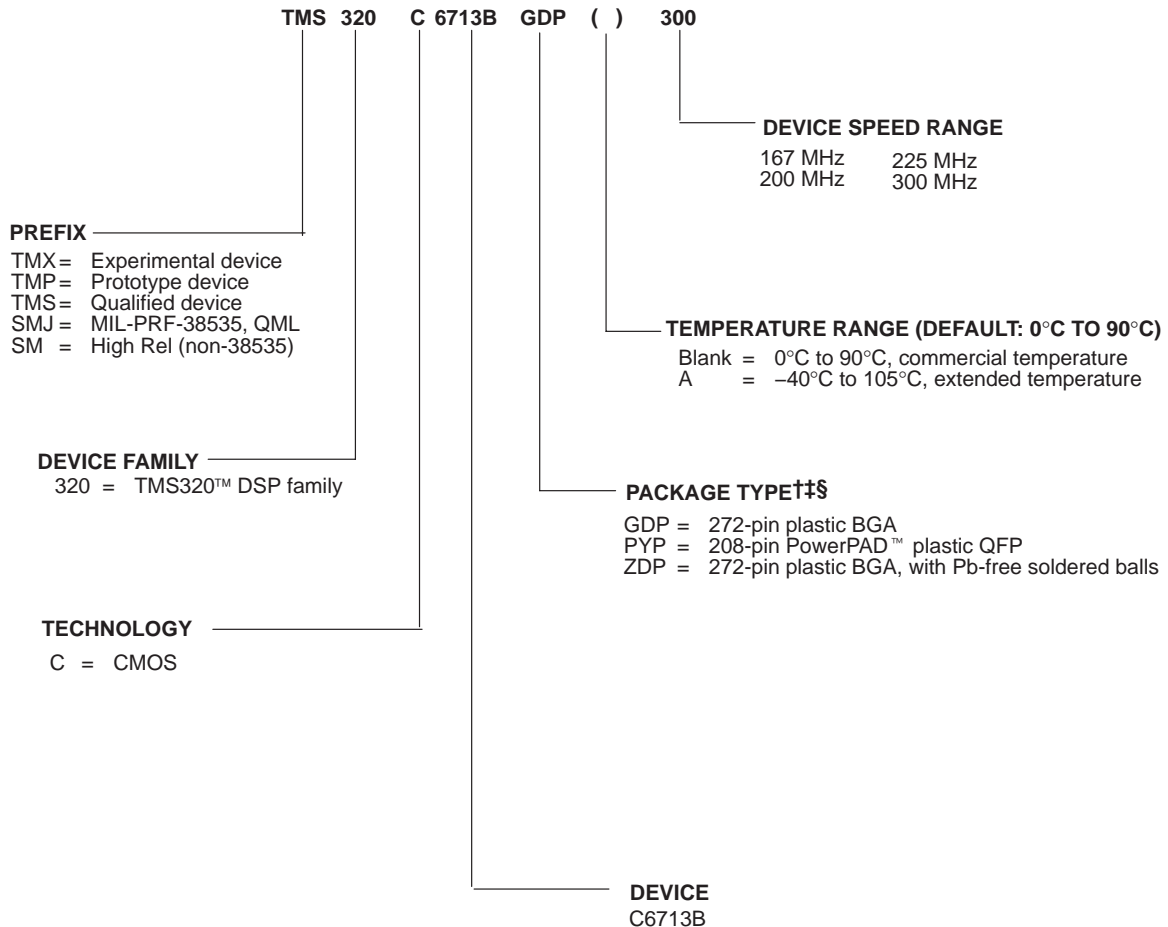 TMS 320 C 6713B GDP ( ) 300
DEVICE SPEED RANGE
167 MHz 225 MHz
200 MHz 300 MHz
PREFIX
TMX = Experimental device
TMP = Prototype device
TMS = Qualified device
SMJ = MIL-PRF-38535, QML
SM = High Rel (non-38535)
TEMPERATURE RANGE (DEFAULT: 0°C TO 90°C)
Blank = 0°C to 90°C, commercial temperature
A = −40°C to 105°C, extended temperature
DEVICE FAMILY
320 = TMS320™ DSP family
PACKAGE TYPE†‡§
GDP = 272-pin plastic BGA
PYP = 208-pin PowerPAD™ plastic QFP
ZDP = 272-pin plastic BGA, with Pb-free soldered balls
TECHNOLOGY
C = CMOS
DEVICE
C6713B